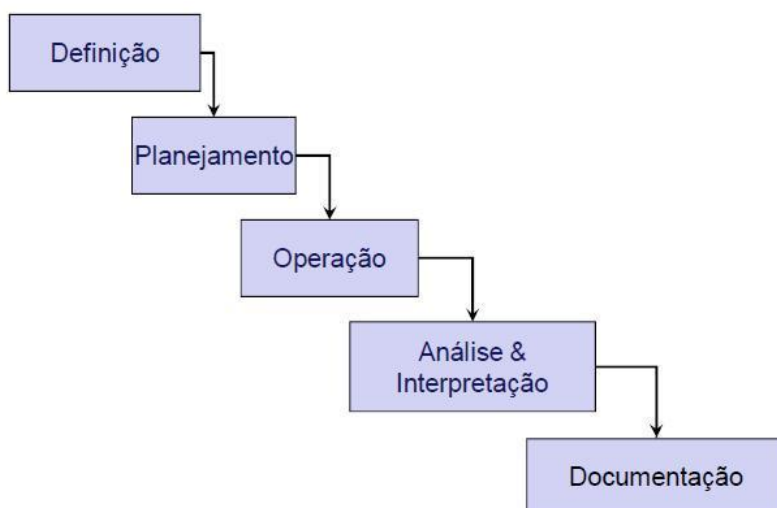 Definição
Planejamento
Operação
Análise &
Interpretação
Documentação